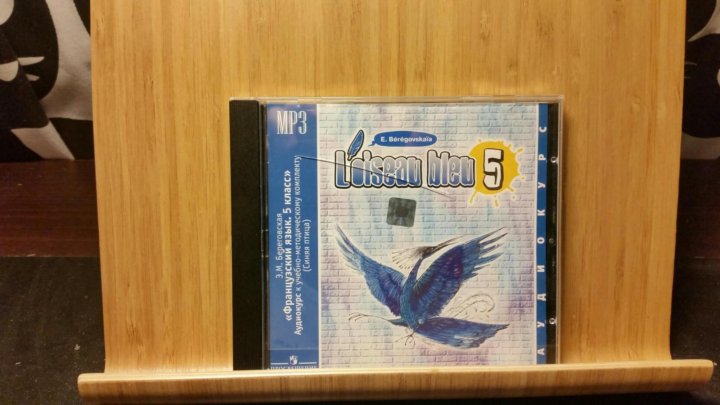 MP3
Э.М. Береговская
«Французский язык. 5 класс»
Аудиокурс к учебно-методическому комплекту
(Синяя птица)
E. Bérégovskaïa
L'oiseau bleu 5
АУДИОКУРС